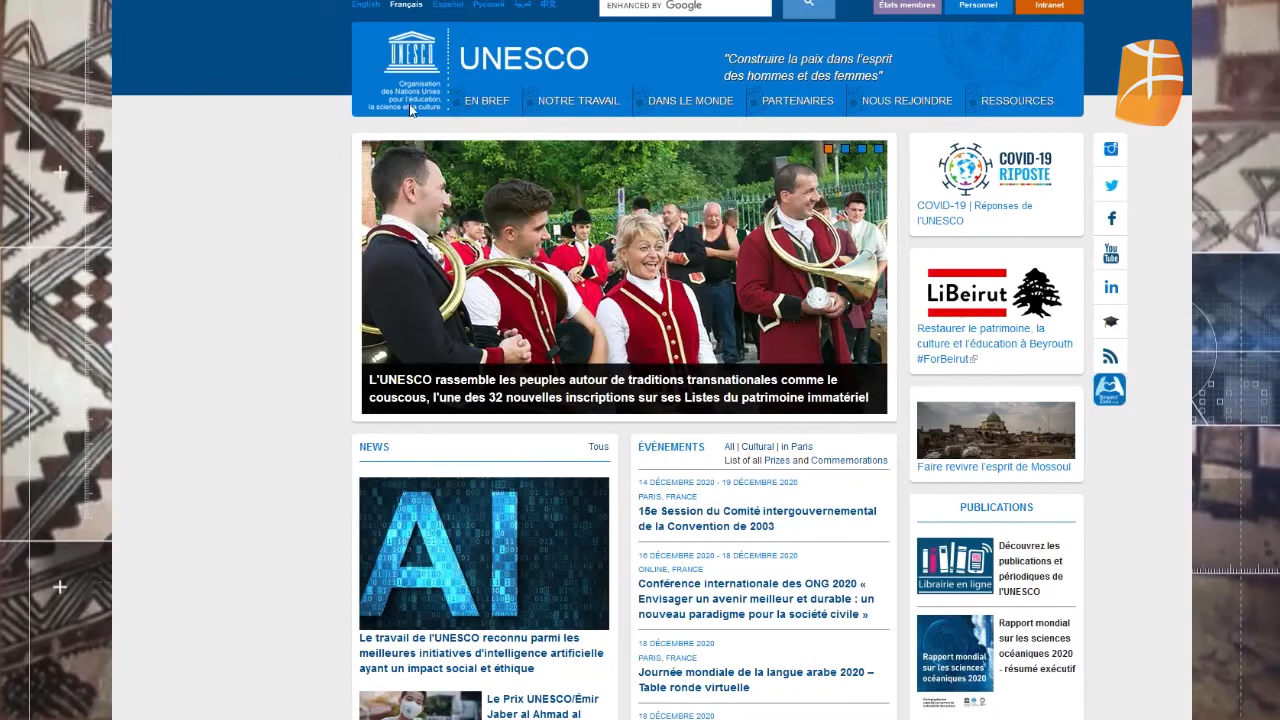 English Français Español Русский العربية 中文
ENHANCED BY Google
États membres
Personnel
Intranet
UNESCO
Organisation
des Nations Unies
pour l'éducation,
la science et la culture
UNESCO
"Construire la paix dans l'esprit
des hommes et des femmes"
EN BREF
NOTRE TRAVAIL
DANS LE MONDE
PARTENAIRES
NOUS REJOINDRE
RESSOURCES
L'UNESCO rassemble les peuples autour de traditions transnationales comme le
couscous, l'une des 32 nouvelles inscriptions sur ses Listes du patrimoine immatériel
COVID-19
RIPOSTE
COVID-19 | Réponses de
l'UNESCO
LiBeirut
Restaurer le patrimoine, la
culture et l'éducation à Beyrouth
#ForBeirut
Faire revivre l'esprit de Mossoul
You
Tube
in
NEWS
Tous
AI
Le travail de l'UNESCO reconnu parmi les
meilleures initiatives d'intelligence artificielle
ayant un impact social et éthique
Le Prix UNESCO/Émir
Jaber al Ahmad al
ÉVÉNEMENTS
All | Cultural | in Paris
List of all Prizes and Commemorations
14 DÉCEMBRE 2020 - 19 DÉCEMBRE 2020
PARIS, FRANCE
15e Session du Comité intergouvernemental
de la Convention de 2003
16 DÉCEMBRE 2020 - 18 DÉCEMBRE 2020
ONLINE, FRANCE
Conférence internationale des ONG 2020 «
Envisager un avenir meilleur et durable : un
nouveau paradigme pour la société civile »
18 DÉCEMBRE 2020
PARIS, FRANCE
Journée mondiale de la langue arabe 2020 –
Table ronde virtuelle
18 DÉCEMBRE 2020
PUBLICATIONS
Librairie en ligne
Découvrez les
publications et
périodiques de
l'UNESCO
Rapport mondial
sur les sciences
océaniques 2020
Rapport mondial
sur les sciences
océaniques 2020
- résumé exécutif